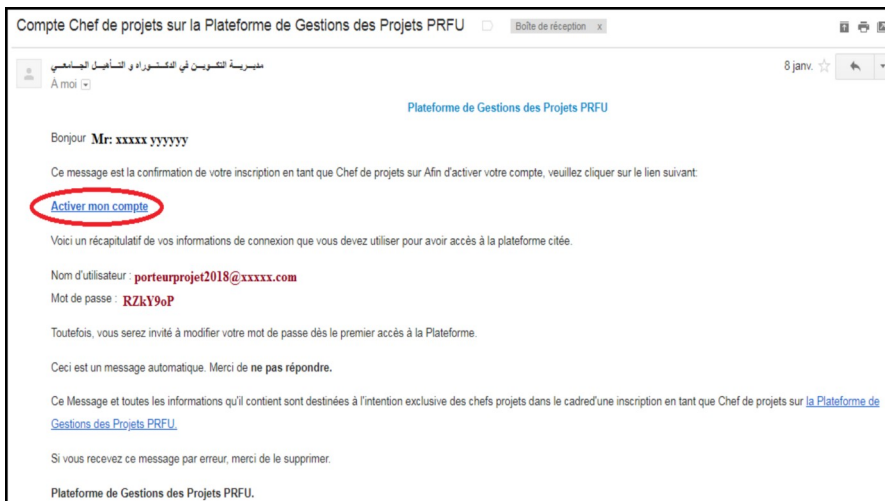 Compte Chef de projets sur la Plateforme de Gestions des Projets PRFU
Boîte de réception x
مديـريـــة التكـويـــن في الدكـتـــوراه و التـأهيـــل الجـامعـــي
8 janv.
À moi
Plateforme de Gestions des Projets PRFU
Bonjour Mr: xxxxx yyyyyy
Ce message est la confirmation de votre inscription en tant que Chef de projets sur Afin d'activer votre compte, veuillez cliquer sur le lien suivant:
Activer mon compte
Voici un récapitulatif de vos informations de connexion que vous devez utiliser pour avoir accès à la plateforme citée.
Nom d'utilisateur : porteurprojet2018@xxxxx.com
Mot de passe : RZkY9oP
Toutefois, vous serez invité à modifier votre mot de passe dès le premier accès à la Plateforme.
Ceci est un message automatique. Merci de ne pas répondre.
Ce Message et toutes les informations qu'il contient sont destinées à l'intention exclusive des chefs projets dans le cadred'une inscription en tant que Chef de projets sur la Plateforme de
Gestions des Projets PRFU.
Si vous recevez ce message par erreur, merci de le supprimer.
Plateforme de Gestions des Projets PRFU.